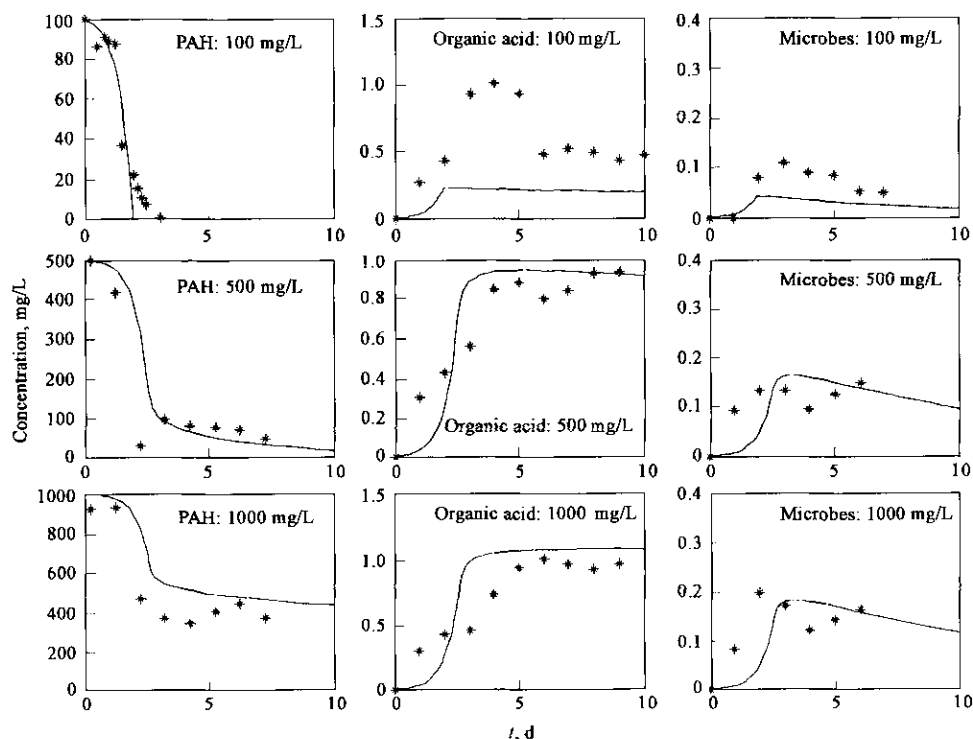 PAH: 100 mg/L
100
80
60
40
20
0
0 5 10
Organic acid: 100 mg/L
1.5
1.0
0.5
0
0 5 10
Microbes: 100 mg/L
0.4
0.3
0.2
0.1
0
0 5 10
Concentration, mg/L
PAH: 500 mg/L
500
400
300
200
100
0
0 5 10
Organic acid: 500 mg/L
1.0
0.8
0.6
0.4
0.2
0
0 5 10
Microbes: 500 mg/L
0.4
0.3
0.2
0.1
0
0 5 10
PAH: 1000 mg/L
1000
800
600
400
200
0
0 5 10
Organic acid: 1000 mg/L
1.5
1.0
0.5
0
0 5 10
Microbes: 1000 mg/L
0.4
0.3
0.2
0.1
0
0 5 10
t, d